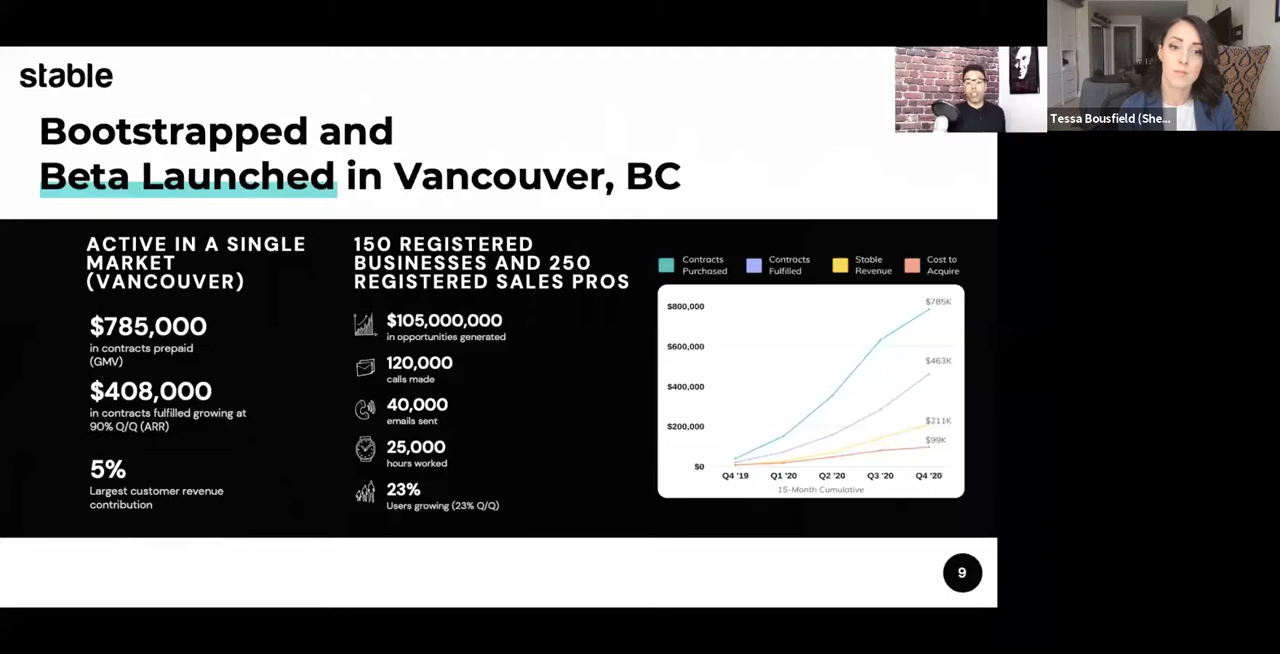 stable
Bootstrapped and
Beta Launched in Vancouver, BC
Tessa Bousfield (She...
ACTIVE IN A SINGLE
MARKET
(VANCOUVER)
$785,000
in contracts prepaid
(GMV)
$408,000
in contracts fulfilled growing at
90% Q/Q (ARR)
5%
Largest customer revenue
contribution
150 REGISTERED
BUSINESSES AND 250
REGISTERED SALES PROS
$105,000,000
in opportunities generated
120,000
calls made
40,000
emails sent
25,000
hours worked
23%
Users growing (23% Q/Q)
Contracts
Purchased
Contracts
Fulfilled
Stable
Revenue
Cost to
Acquire
$800,000
$600,000
$400,000
$200,000
$0
$785K
$463K
$211K
$99K
Q4 '19 Q1 '20 Q2 '20 Q3 '20 Q4 '20
15-Month Cumulative
9